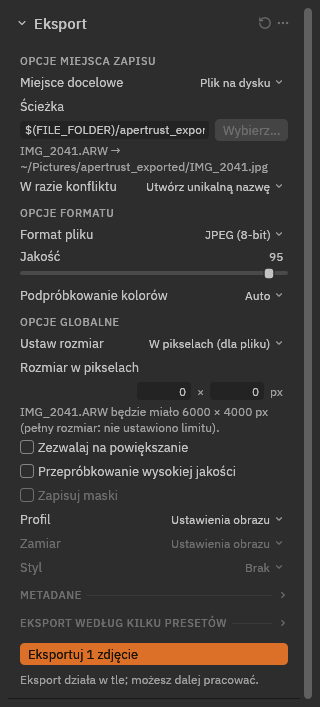 Eksport
OPCJE MIEJSCA ZAPISU
Miejsce docelowe Plik na dysku
Ścieżka
$(FILE_FOLDER)/apertrust_expor Wybierz...
IMG_2041.ARW →
~/Pictures/apertrust_exported/IMG_2041.jpg
W razie konfliktu Utwórz unikalną nazwę
OPCJE FORMATU
Format pliku JPEG (8-bit)
Jakość 95
Podpróbkowanie kolorów Auto
OPCJE GLOBALNE
Ustaw rozmiar W pikselach (dla pliku)
Rozmiar w pikselach
0 × 0 px
IMG_2041.ARW będzie miało 6000 × 4000 px
(pełny rozmiar: nie ustawiono limitu).
Zezwalaj na powiększanie
Przepróbkowanie wysokiej jakości
Zapisuj maski
Profil Ustawienia obrazu
Zamiar Ustawienia obrazu
Styl Brak
METADANE
EKSPORT WEDŁUG KILKU PRESETÓW
Eksportuj 1 zdjęcie
Eksport działa w tle; możesz dalej pracować.